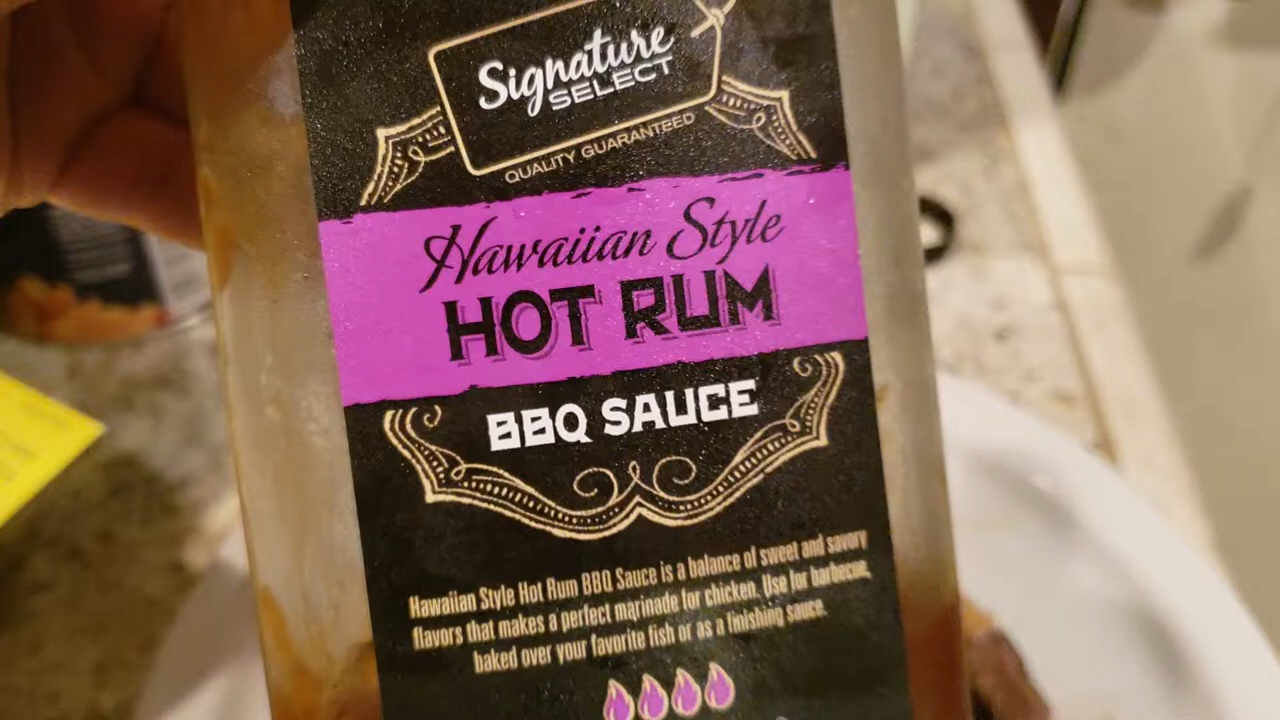 Signature
SELECT
QUALITY GUARANTEED
Hawaiian Style
HOT RUM
BBQ SAUCE
Hawaiian Style Hot Rum BBQ Sauce is a balance of sweet and savory
flavors that makes a perfect marinade for chicken. Use for barbecue,
baked over your favorite fish or as a finishing sauce.